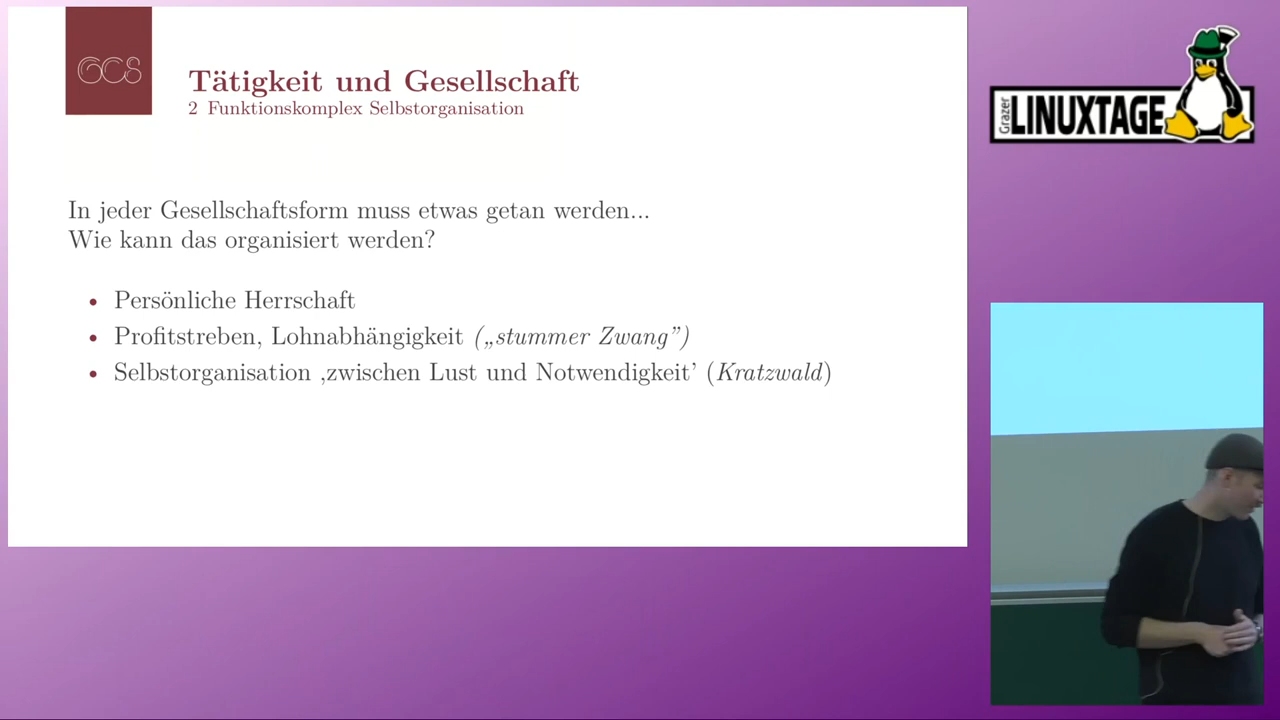 GCS
Tätigkeit und Gesellschaft
2 Funktionskomplex Selbstorganisation
In jeder Gesellschaftsform muss etwas getan werden...
Wie kann das organisiert werden?
• Persönliche Herrschaft
• Profitstreben, Lohnabhängigkeit („stummer Zwang”)
• Selbstorganisation ‚zwischen Lust und Notwendigkeit’ (Kratzwald)
Grazer
LINUXTAGE